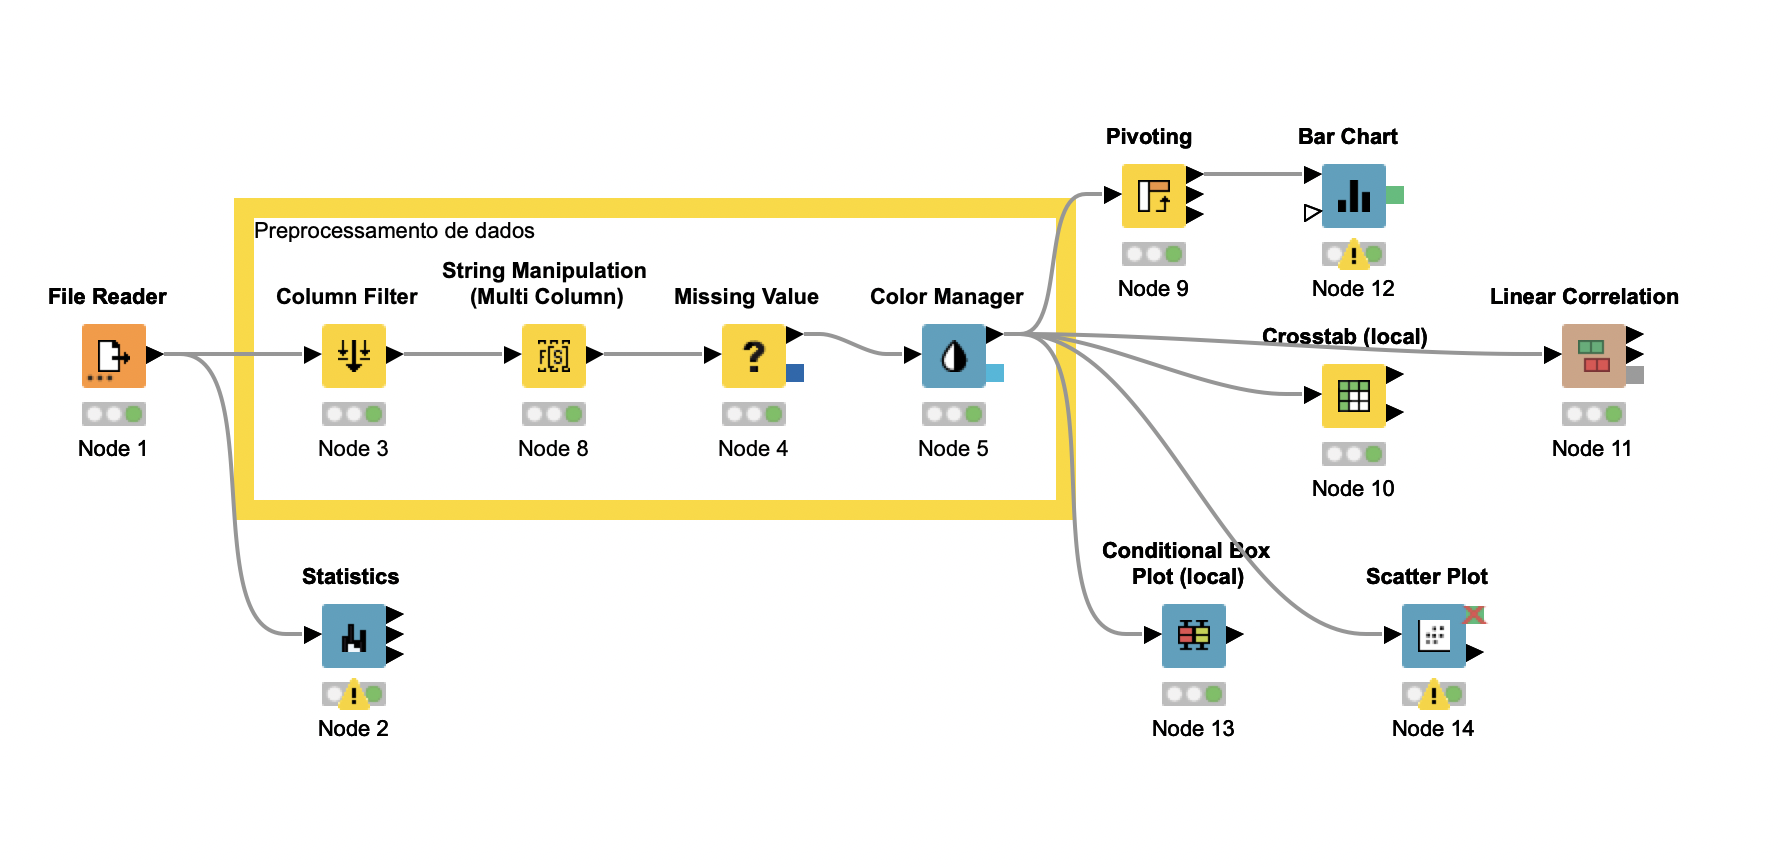 Pivoting
Bar Chart
Node 9
Node 12
Preprocessamento de dados
File Reader
Node 1
Column Filter
Node 3
String Manipulation
(Multi Column)
F[S]
Node 8
Missing Value
?
Node 4
Color Manager
Node 5
Crosstab (local)
Node 10
Linear Correlation
Node 11
Statistics
Node 2
Conditional Box
Plot (local)
Node 13
Scatter Plot
Node 14